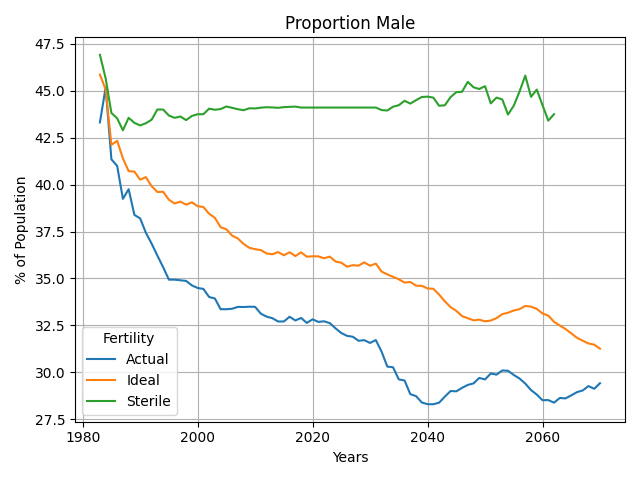 Proportion Male
47.5
45.0
42.5
40.0
37.5
35.0
32.5
30.0
27.5
% of Population
Fertility
Actual
Ideal
Sterile
1980
2000
2020
2040
2060
Years